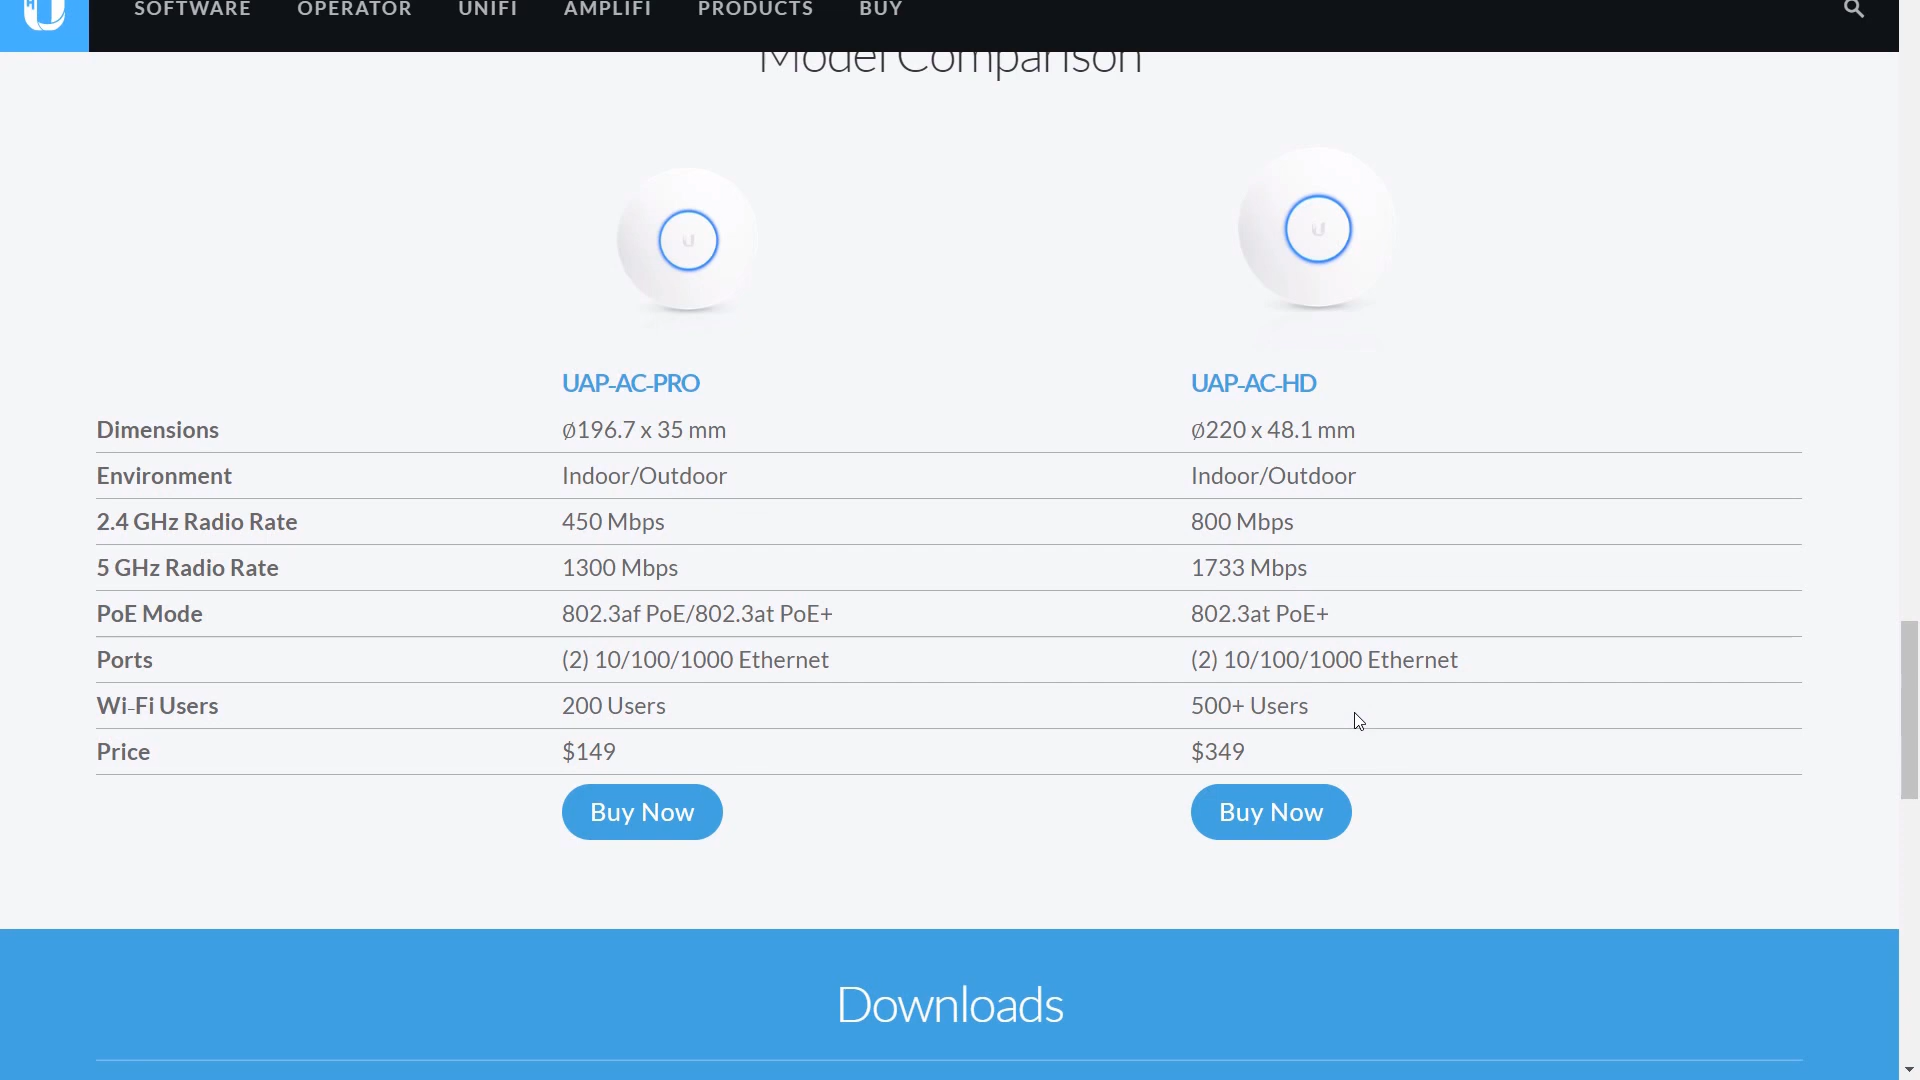 SOFTWARE OPERATOR UNIFI AMPLIFI PRODUCTS BUY
Model Comparison
UAP-AC-PRO UAP-AC-HD
Dimensions ∅196.7 x 35 mm ∅220 x 48.1 mm
Environment Indoor/Outdoor Indoor/Outdoor
2.4 GHz Radio Rate 450 Mbps 800 Mbps
5 GHz Radio Rate 1300 Mbps 1733 Mbps
PoE Mode 802.3af PoE/802.3at PoE+ 802.3at PoE+
Ports (2) 10/100/1000 Ethernet (2) 10/100/1000 Ethernet
Wi-Fi Users 200 Users 500+ Users
Price $149 $349
Buy Now Buy Now
Downloads